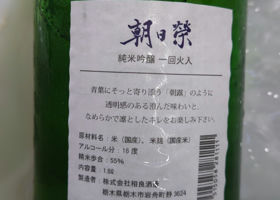 朝日榮
純米吟醸 一回火入
青葉にそっと寄り添う「朝露」のように
透明感のある澄んだ味わいと、
なめらかで凛としたキレをお楽しみ下さい。
原材料名：米（国産）、米麹（国産米）
アルコール分：16度
精米歩合：55%
内容量：1.8ℓ
製造者：株式会社相良酒造
栃木県栃木市岩舟町静3624